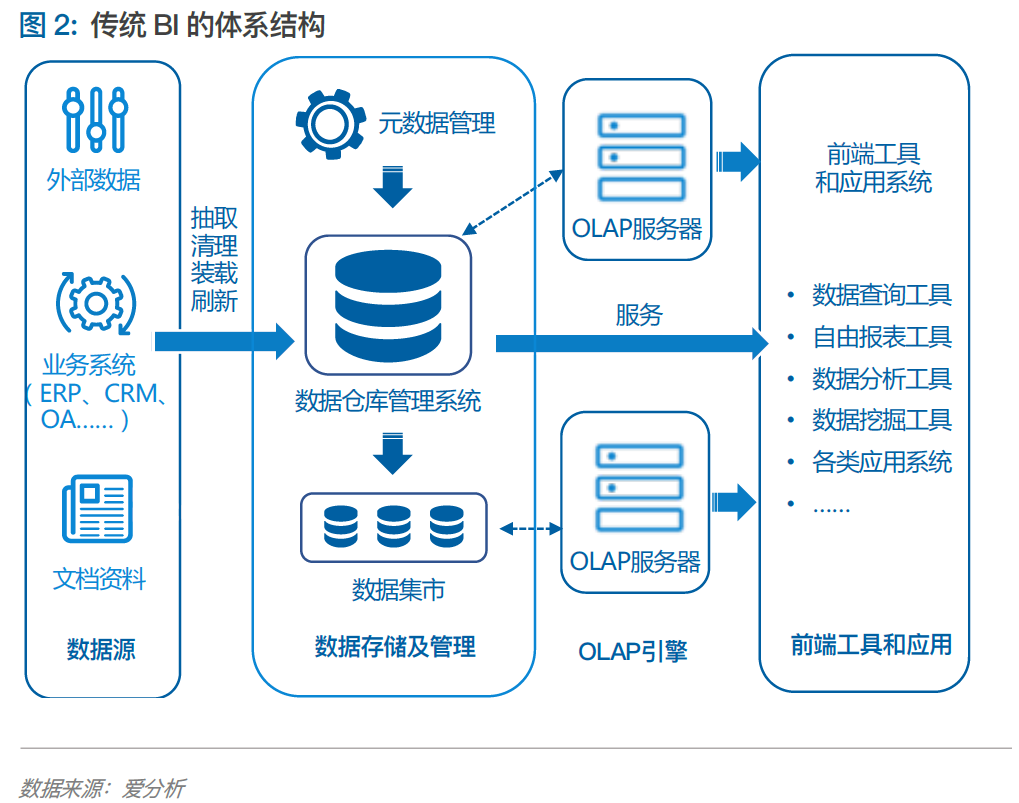 图 2: 传统 BI 的体系结构
外部数据
业务系统
（ERP、CRM、
OA……）
文档资料
数据源
抽取
清理
装载
刷新
元数据管理
数据仓库管理系统
数据集市
数据存储及管理
OLAP服务器
服务
OLAP服务器
OLAP引擎
前端工具
和应用系统
• 数据查询工具
• 自由报表工具
• 数据分析工具
• 数据挖掘工具
• 各类应用系统
• ……
前端工具和应用
数据来源：爱分析